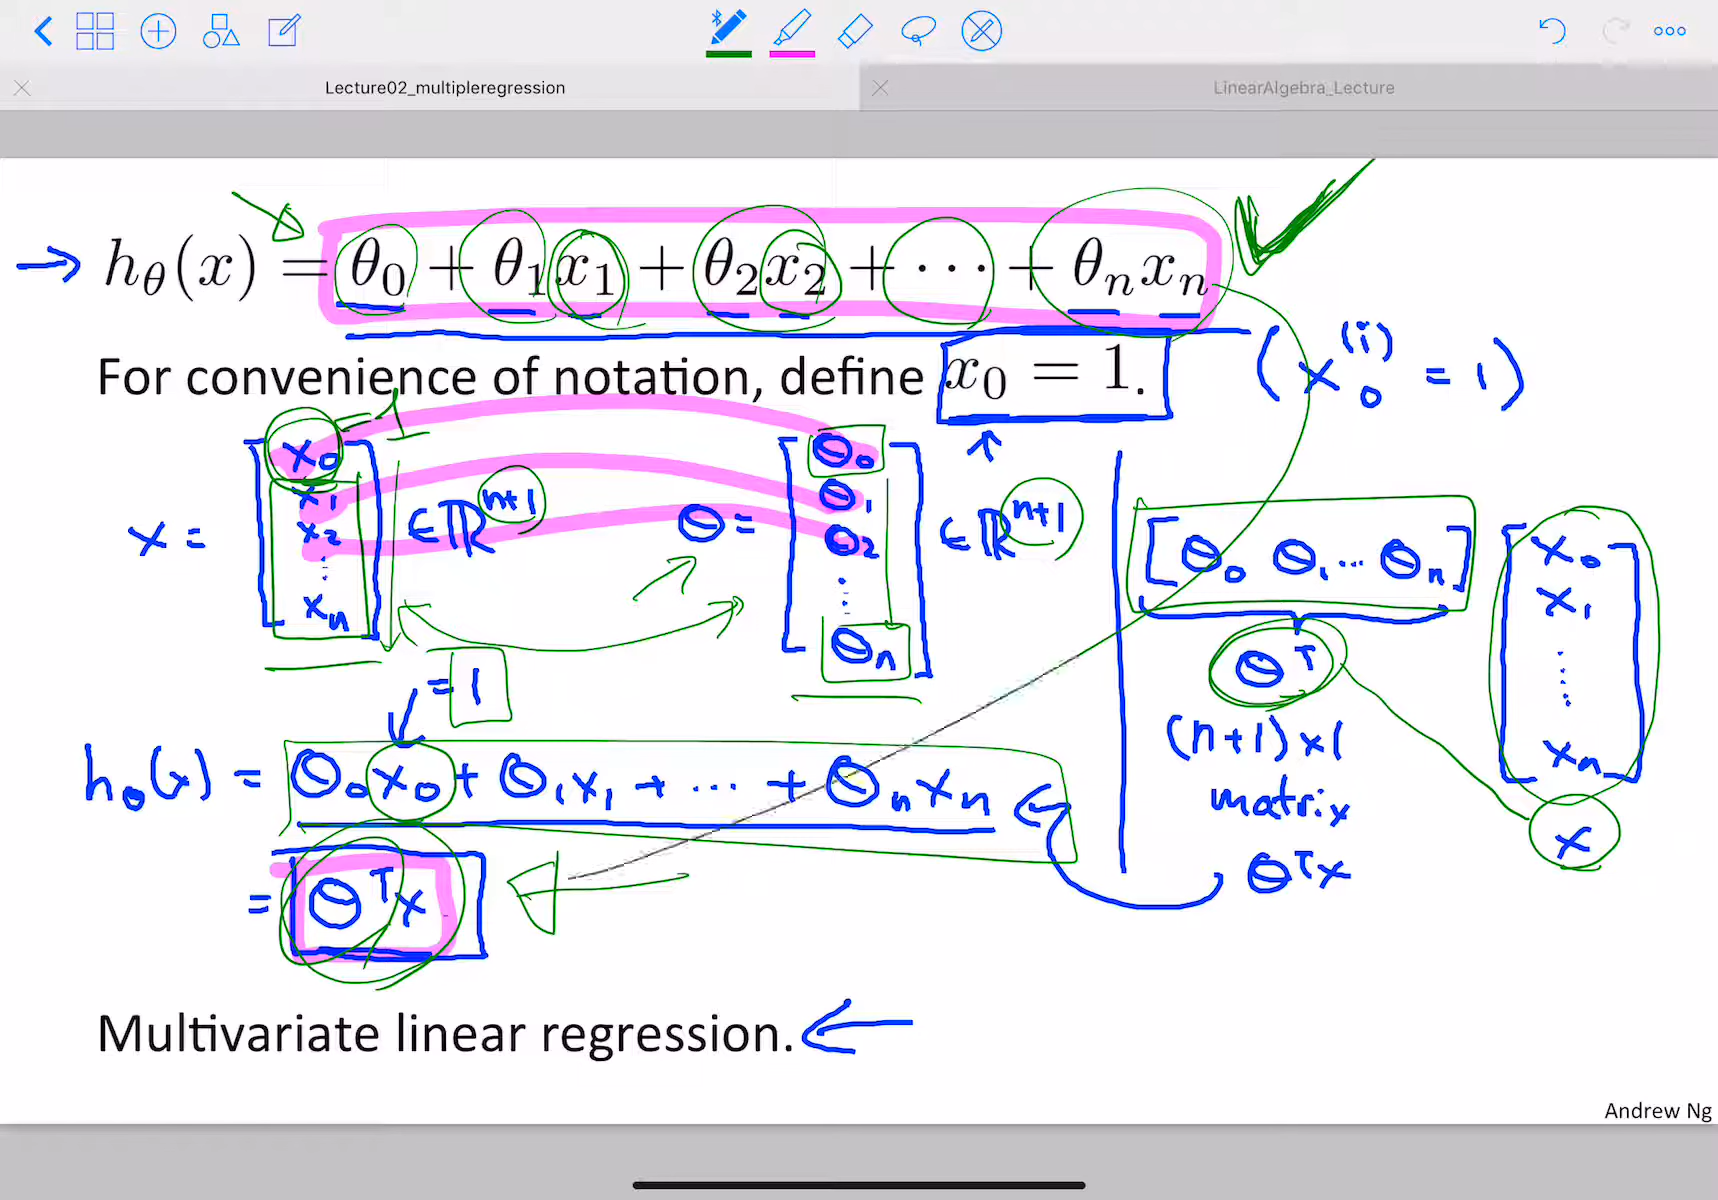 Lecture02_multipleregression
LinearAlgebra_Lecture
→ hθ(x) = θ0 + θ1x1 + θ2x2 + ⋯ + θnxn
For convenience of notation, define x0 = 1. (x0^(i) = 1)
x = [x0 x1 x2 ⋮ xn] ∈ ℝ^(n+1) θ = [θ0 θ1 θ2 ⋮ θn] ∈ ℝ^(n+1)
1
= 1
hθ(x) = θ0x0 + θ1x1 + ⋯ + θnxn
= θᵀx
[θ0 θ1 ⋯ θn] [x0 x1 ⋮ xn]
θᵀ
(n+1)×1
matrix
x
θᵀx
Multivariate linear regression. ←
Andrew Ng